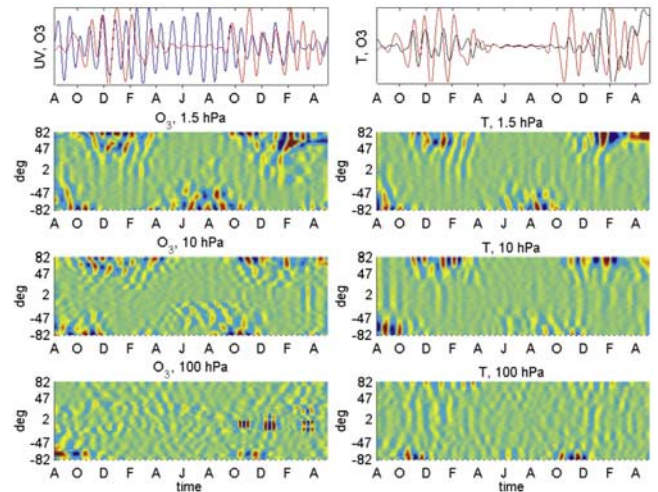 UV, O3
A O D F A J A O D F A
T, O3
A O D F A J A O D F A
O3, 1.5 hPa
deg
82
47
2
-47
-82
A O D F A J A O D F A
T, 1.5 hPa
deg
82
47
2
-47
-82
A O D F A J A O D F A
O3, 10 hPa
deg
82
47
2
-47
-82
A O D F A J A O D F A
T, 10 hPa
deg
82
47
2
-47
-82
A O D F A J A O D F A
O3, 100 hPa
deg
82
47
2
-47
-82
A O D F A J A O D F A
time
T, 100 hPa
deg
82
47
2
-47
-82
A O D F A J A O D F A
time